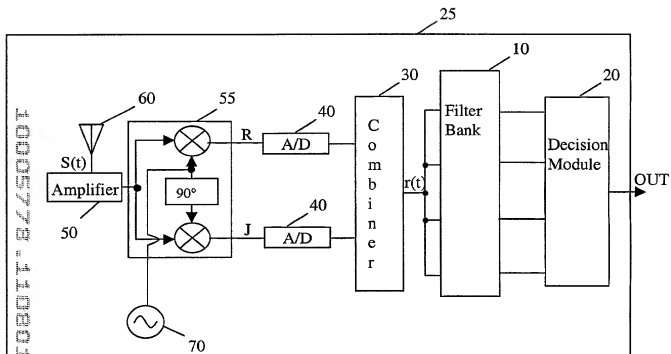 25
10
60
55
30
20
40
R
A/D
C
o
m
b
i
n
e
r
Filter
Bank
Decision
Module
S(t)
Amplifier
50
90°
r(t)
OUT
40
J
A/D
70